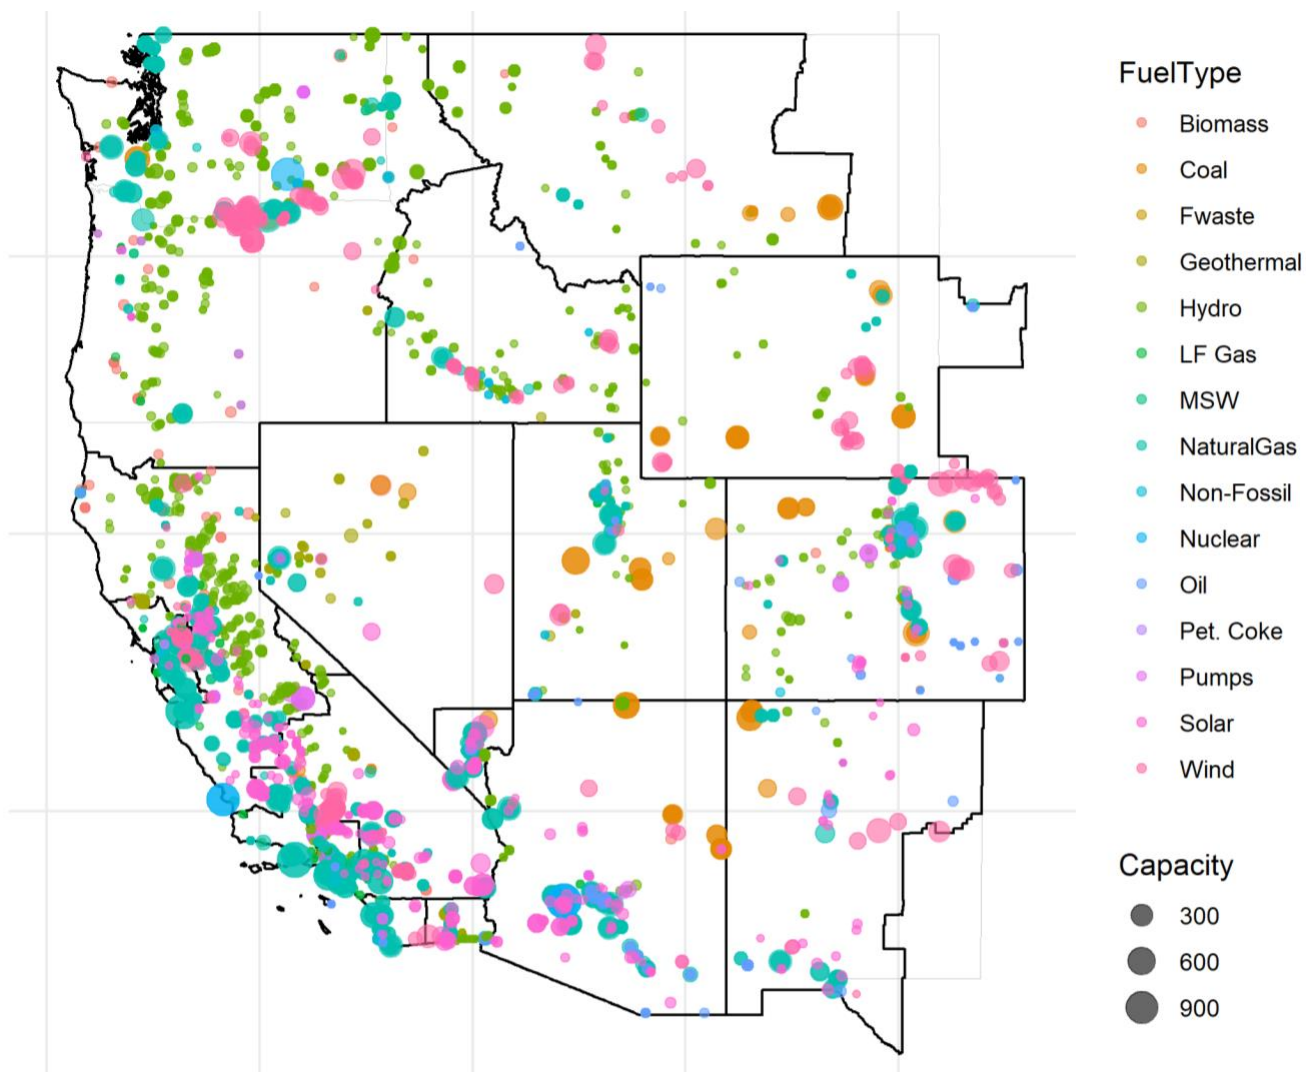 FuelType
Biomass
Coal
Fwaste
Geothermal
Hydro
LF Gas
MSW
NaturalGas
Non-Fossil
Nuclear
Oil
Pet. Coke
Pumps
Solar
Wind
Capacity
300
600
900